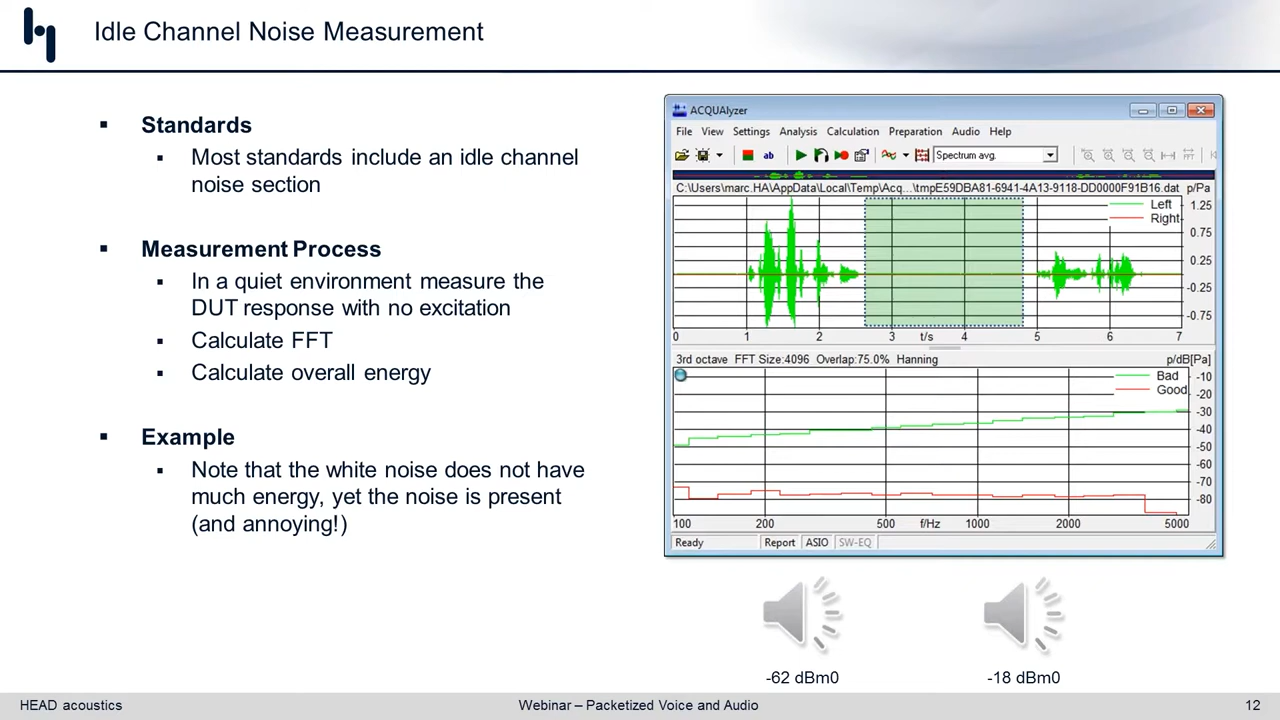 Idle Channel Noise Measurement
Standards
Most standards include an idle channel
noise section
Measurement Process
In a quiet environment measure the
DUT response with no excitation
Calculate FFT
Calculate overall energy
Example
Note that the white noise does not have
much energy, yet the noise is present
(and annoying!)
ACQUAlyzer
File View Settings Analysis Calculation Preparation Audio Help
ab Spectrum avg. FFT
C:\Users\marc.HA\AppData\Local\Temp\Acq...\tmpE59DBA81-6941-4A13-9118-DD0000F91B16.dat p/Pa
Left 1.25
Right
0.75
0.25
-0.25
-0.75
0 1 2 3 t/s 4 5 6 7
3rd octave FFT Size:4096 Overlap:75.0% Hanning p/dB[Pa]
Bad -10
Good -20
-30
-40
-50
-60
-70
-80
100 200 500 f/Hz 1000 2000 5000
Ready Report ASIO SW-EQ
-62 dBm0 -18 dBm0
HEAD acoustics Webinar – Packetized Voice and Audio 12